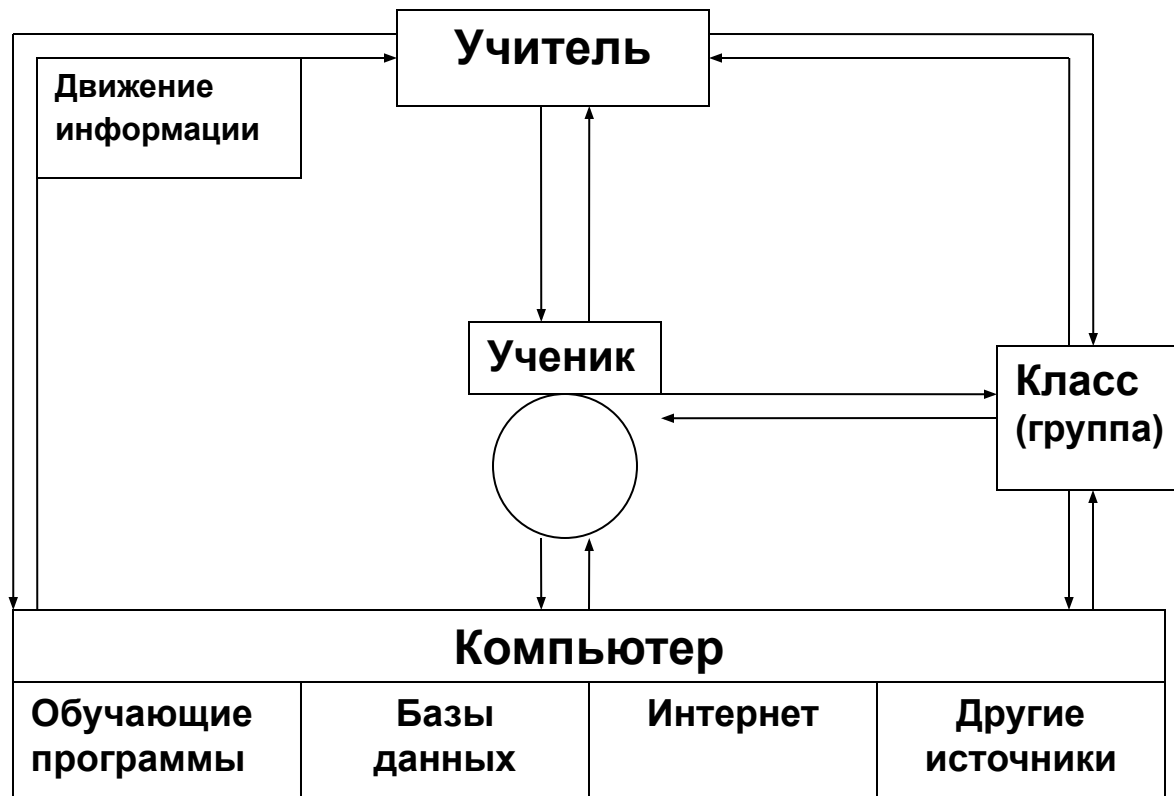 Учитель
Движение
информации
Ученик
Класс
(группа)
Компьютер
Обучающие
программы
Базы
данных
Интернет
Другие
источники